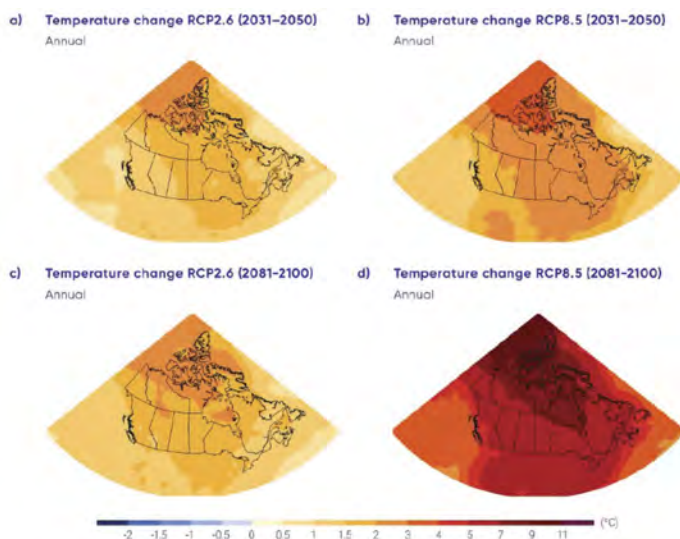 a) Temperature change RCP2.6 (2031–2050)
Annual
b) Temperature change RCP8.5 (2031–2050)
Annual
c) Temperature change RCP2.6 (2081–2100)
Annual
d) Temperature change RCP8.5 (2081–2100)
Annual
-2 -1.5 -1 -0.5 0 0.5 1 1.5 2 3 4 5 7 9 11 (°C)